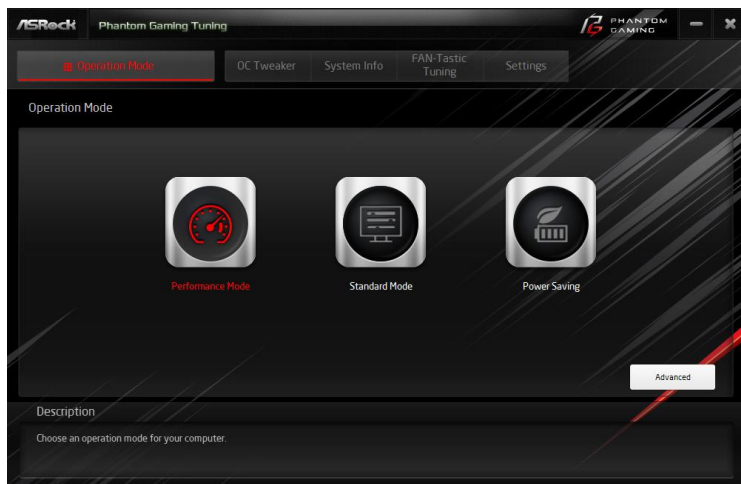 ASRock
Phantom Gaming Tuning
PHANTOM
GAMING
Operation Mode
OC Tweaker
System Info
FAN-Tastic
Tuning
Settings
Operation Mode
Performance Mode
Standard Mode
Power Saving
Advanced
Description
Choose an operation mode for your computer.